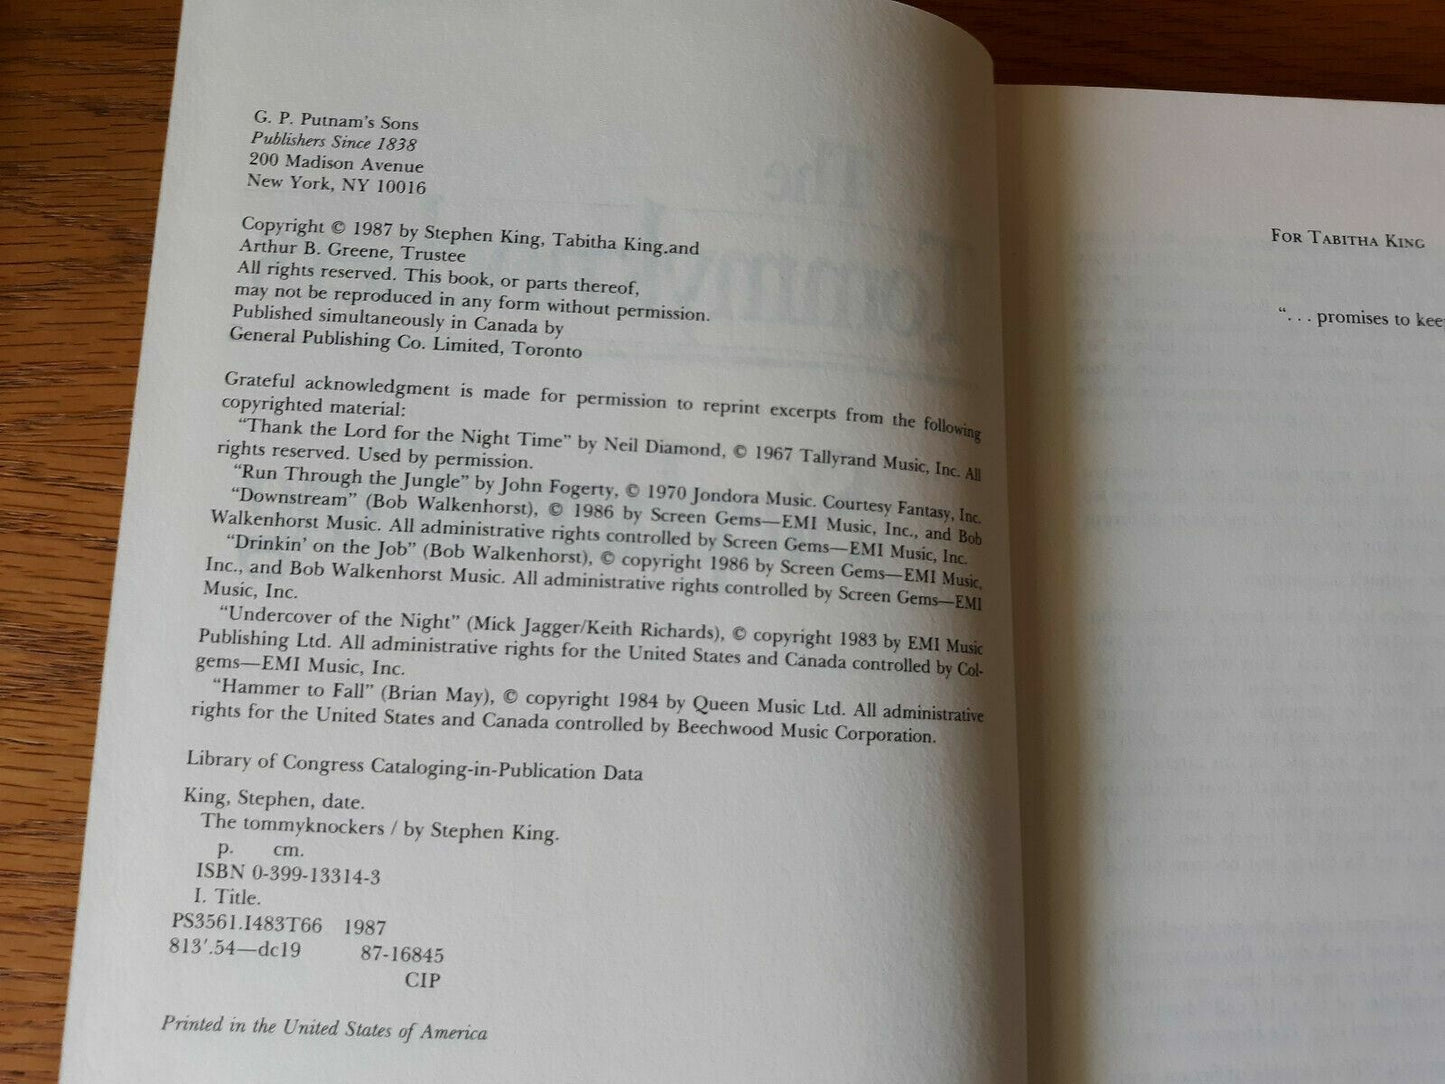 G. P. Putnam's Sons
Publishers Since 1838
200 Madison Avenue
New York, NY 10016
Copyright © 1987 by Stephen King, Tabitha King.and
Arthur B. Greene, Trustee
All rights reserved. This book, or parts thereof,
may not be reproduced in any form without permission.
Published simultaneously in Canada by
General Publishing Co. Limited, Toronto
Grateful acknowledgment is made for permission to reprint excerpts from the following
copyrighted material:
"Thank the Lord for the Night Time" by Neil Diamond, © 1967 Tallyrand Music, Inc. All
rights reserved. Used by permission.
"Run Through the Jungle" by John Fogerty, © 1970 Jondora Music. Courtesy Fantasy, Inc.
"Downstream" (Bob Walkenhorst), © 1986 by Screen Gems—EMI Music, Inc., and Bob
Walkenhorst Music. All administrative rights controlled by Screen Gems—EMI Music, Inc.
"Drinkin' on the Job" (Bob Walkenhorst), © copyright 1986 by Screen Gems—EMI Music,
Inc., and Bob Walkenhorst Music. All administrative rights controlled by Screen Gems—EMI
Music, Inc.
"Undercover of the Night" (Mick Jagger/Keith Richards), © copyright 1983 by EMI Music
Publishing Ltd. All administrative rights for the United States and Canada controlled by Col-
gems—EMI Music, Inc.
"Hammer to Fall" (Brian May), © copyright 1984 by Queen Music Ltd. All administrative
rights for the United States and Canada controlled by Beechwood Music Corporation.
Library of Congress Cataloging-in-Publication Data
King, Stephen, date.
The tommyknockers / by Stephen King.
p. cm.
ISBN 0-399-13314-3
I. Title.
PS3561.I483T66 1987
813'.54—dc19 87-16845
CIP
Printed in the United States of America
FOR TABITHA KING
". . . promises to kee